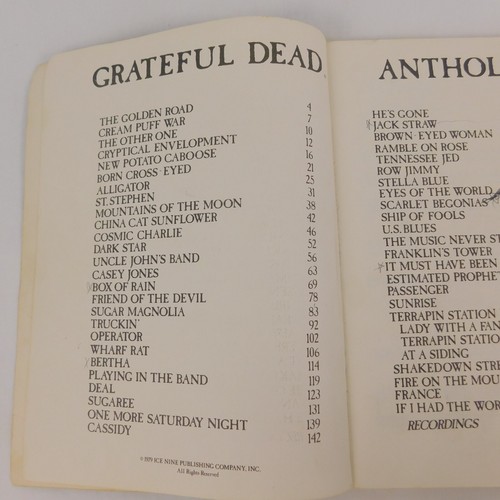 GRATEFUL DEAD
THE GOLDEN ROAD 4
CREAM PUFF WAR 7
THE OTHER ONE 10
CRYPTICAL ENVELOPMENT 12
NEW POTATO CABOOSE 16
BORN CROSS-EYED 21
ALLIGATOR 25
ST. STEPHEN 31
MOUNTAINS OF THE MOON 38
CHINA CAT SUNFLOWER 42
COSMIC CHARLIE 46
DARK STAR 52
UNCLE JOHN'S BAND 56
CASEY JONES 63
BOX OF RAIN 69
FRIEND OF THE DEVIL 78
SUGAR MAGNOLIA 83
TRUCKIN' 92
OPERATOR 102
WHARF RAT 106
BERTHA 114
PLAYING IN THE BAND 119
DEAL 123
SUGAREE 131
ONE MORE SATURDAY NIGHT 139
CASSIDY 142
©1979 ICE NINE PUBLISHING COMPANY, INC.
All Rights Reserved
ANTHOL
HE'S GONE
JACK STRAW
BROWN-EYED WOMAN
RAMBLE ON ROSE
TENNESSEE JED
ROW JIMMY
STELLA BLUE
EYES OF THE WORLD
SCARLET BEGONIAS
SHIP OF FOOLS
U.S. BLUES
THE MUSIC NEVER ST
FRANKLIN'S TOWER
IT MUST HAVE BEEN
ESTIMATED PROPHET
PASSENGER
SUNRISE
TERRAPIN STATION
LADY WITH A FAN
TERRAPIN STATIO
AT A SIDING
SHAKEDOWN STRE
FIRE ON THE MOU
FRANCE
IF I HAD THE WOR
RECORDINGS